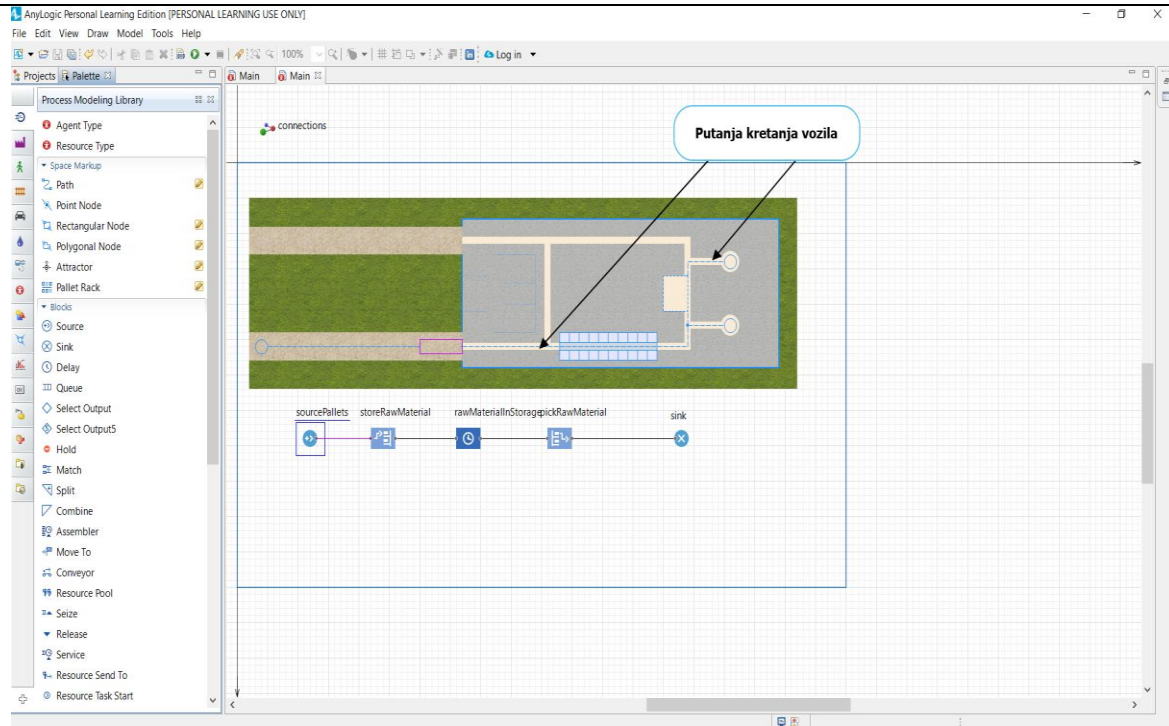 AnyLogic Personal Learning Edition [PERSONAL LEARNING USE ONLY]
File Edit View Draw Model Tools Help
100% Log in
Projects Palette Main Main
Process Modeling Library
Agent Type
Resource Type
Space Markup
Path
Point Node
Rectangular Node
Polygonal Node
Attractor
Pallet Rack
Blocks
Source
Sink
Delay
Queue
Select Output
Select Output5
Hold
Match
Split
Combine
Assembler
Move To
Conveyor
Resource Pool
Seize
Release
Service
Resource Send To
Resource Task Start
connections
Putanja kretanja vozila
sourcePallets storeRawMaterial rawMaterialInStorage pickRawMaterial sink